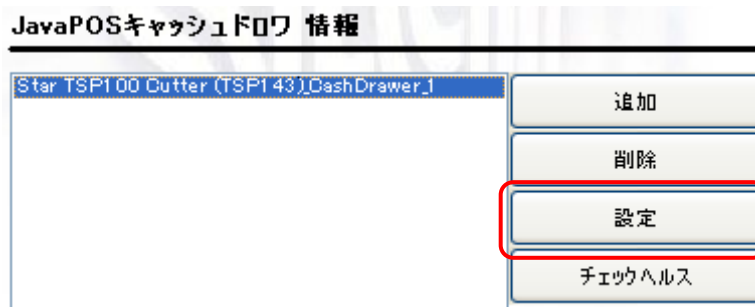 JavaPOSキャッシュドロワ 情報
Star TSP100 Cutter (TSP143)_CashDrawer_1
追加
削除
設定
チェックヘルス